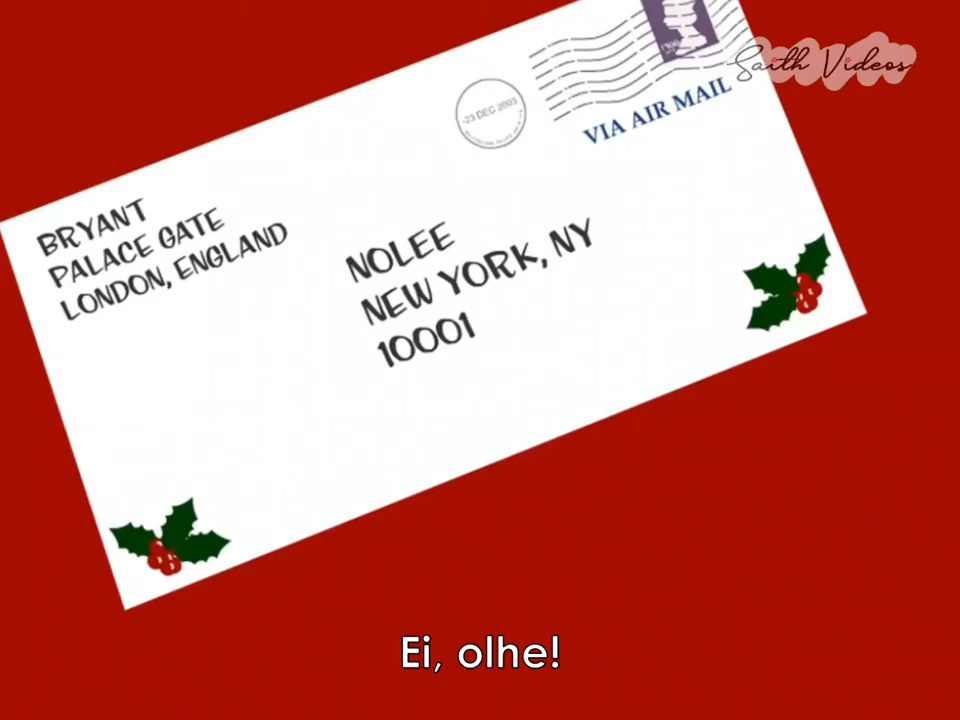 Saith Videos
-23 DEC 2003
VIA AIR MAIL
BRYANT
PALACE GATE
LONDON, ENGLAND
NOLEE
NEW YORK, NY
10001
Ei, olhe!